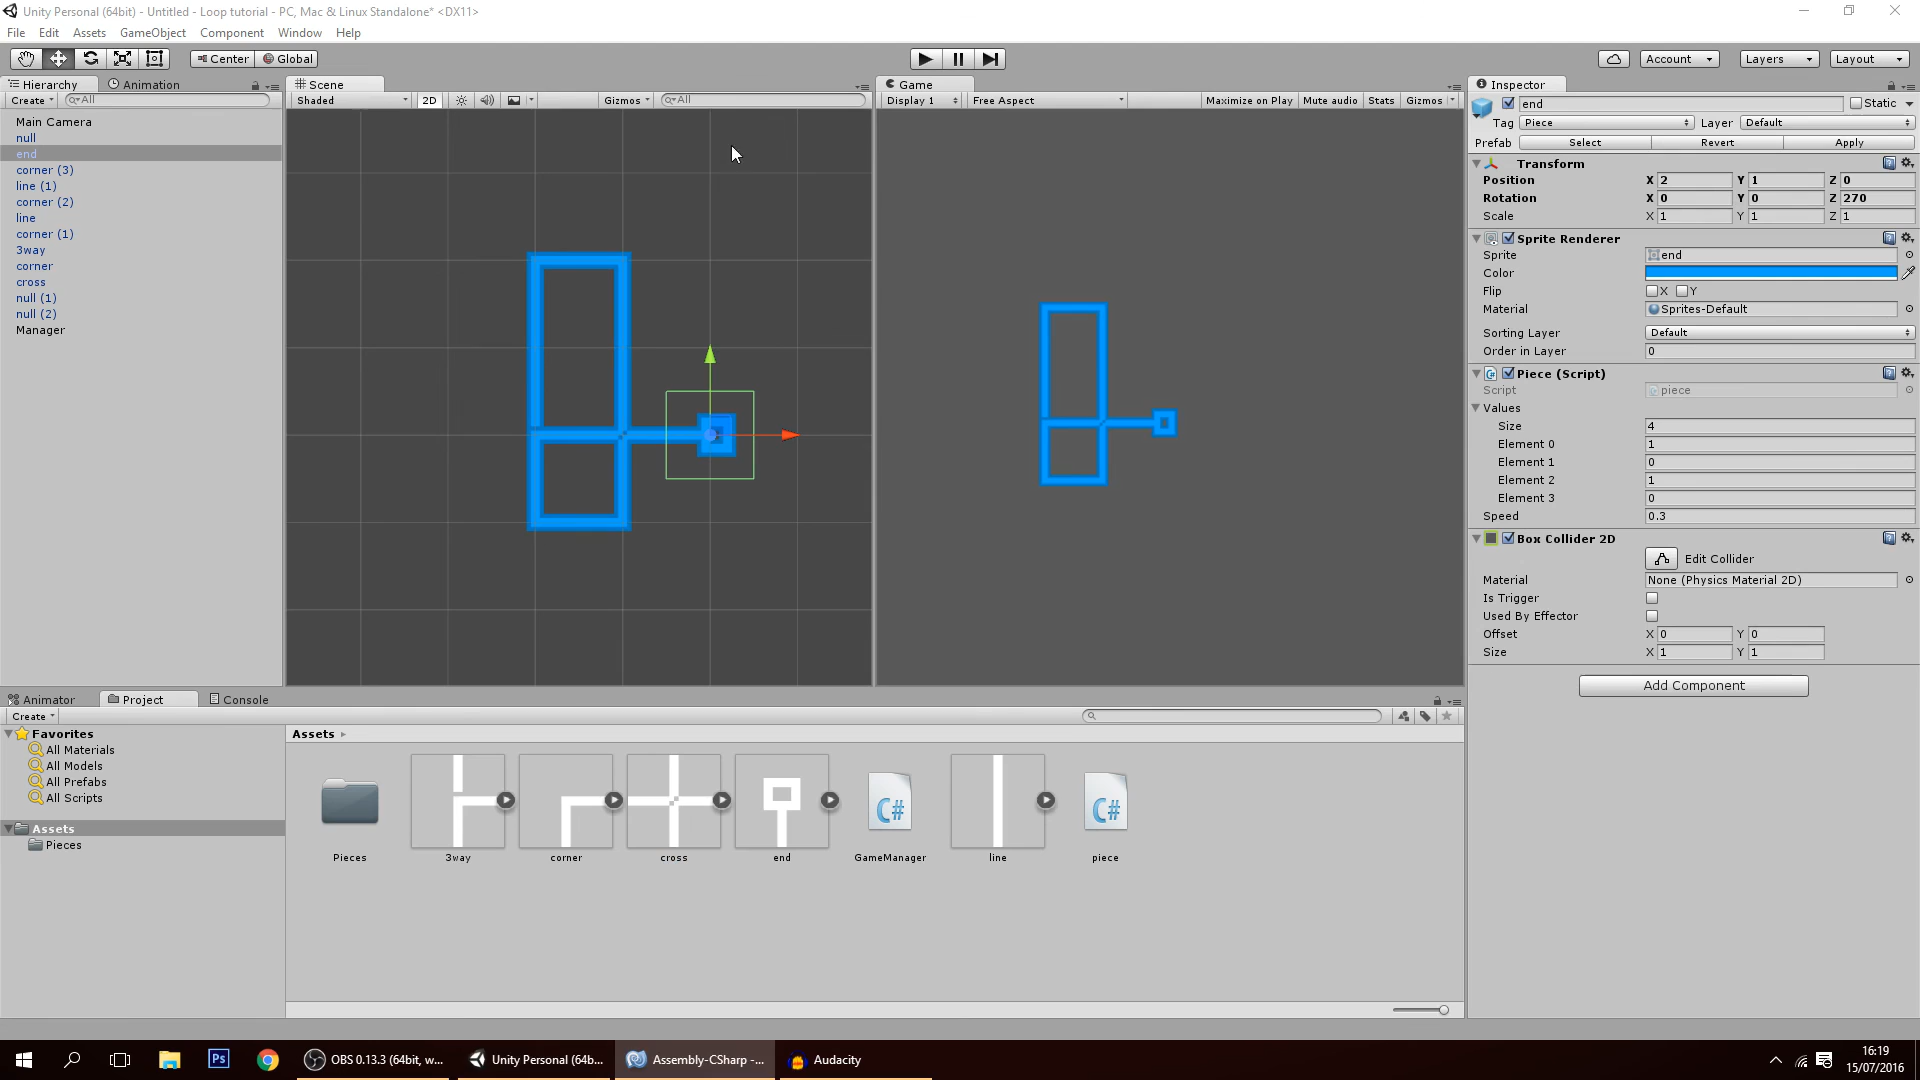 Unity Personal (64bit) - Untitled - Loop tutorial - PC, Mac & Linux Standalone* <DX11>
File Edit Assets GameObject Component Window Help
Center Global Account Layers Layout
Hierarchy Animation Scene Game Inspector
Create All Shaded 2D Gizmos All Display 1 Free Aspect Maximize on Play Mute audio Stats Gizmos end Static
Main Camera
null
end
corner (3)
line (1)
corner (2)
line
corner (1)
3way
corner
cross
null (1)
null (2)
Manager
Tag Piece Layer Default
Prefab Select Revert Apply
Transform
Position X 2 Y 1 Z 0
Rotation X 0 Y 0 Z 270
Scale X 1 Y 1 Z 1
Sprite Renderer
Sprite end
Color
Flip X Y
Material Sprites-Default
Sorting Layer Default
Order in Layer 0
Piece (Script)
Script piece
Values
Size 4
Element 0 1
Element 1 0
Element 2 1
Element 3 0
Speed 0.3
Box Collider 2D
Edit Collider
Material None (Physics Material 2D)
Is Trigger
Used By Effector
Offset X 0 Y 0
Size X 1 Y 1
Add Component
Animator Project Console
Create
Favorites
All Materials
All Models
All Prefabs
All Scripts
Assets
Pieces
Assets
C# C#
Pieces 3way corner cross end GameManager line piece
Ps OBS 0.13.3 (64bit, w... Unity Personal (64b... Assembly-CSharp -... Audacity
16:19
15/07/2016